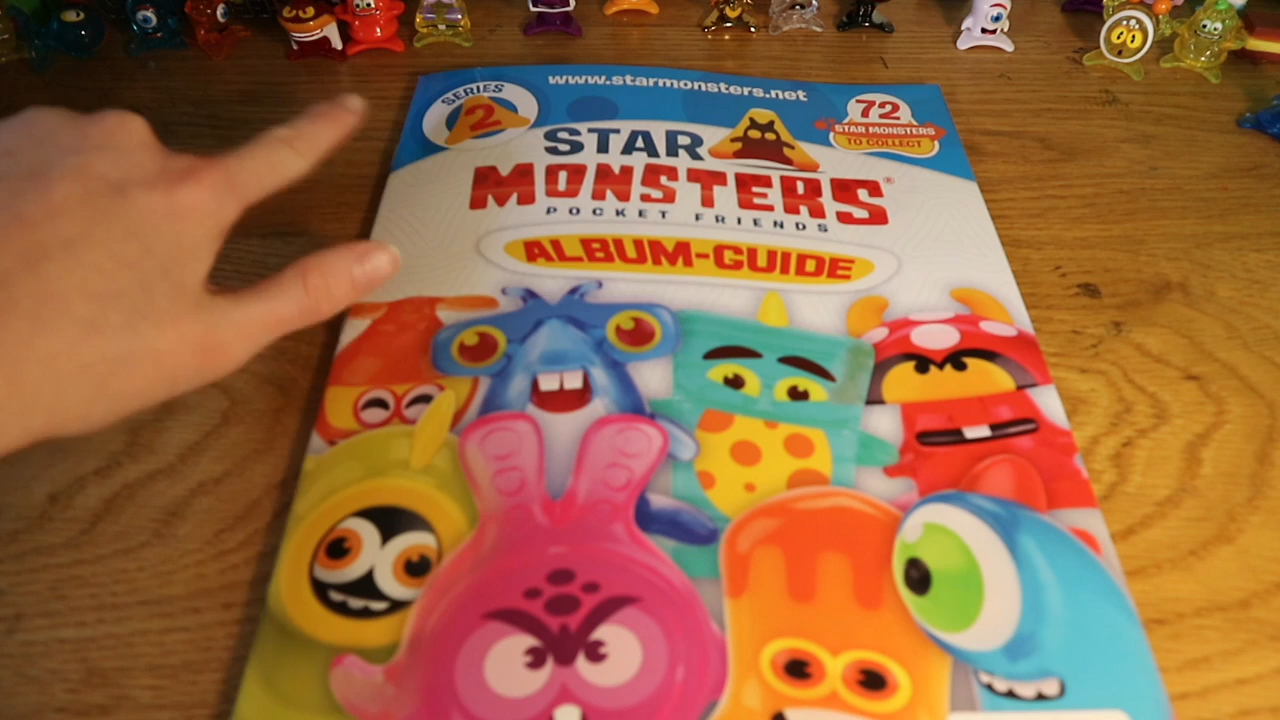 www.starmonsters.net
SERIES
2
72
STAR MONSTERS
TO COLLECT
STAR
MONSTERS®
POCKET FRIENDS
ALBUM-GUIDE